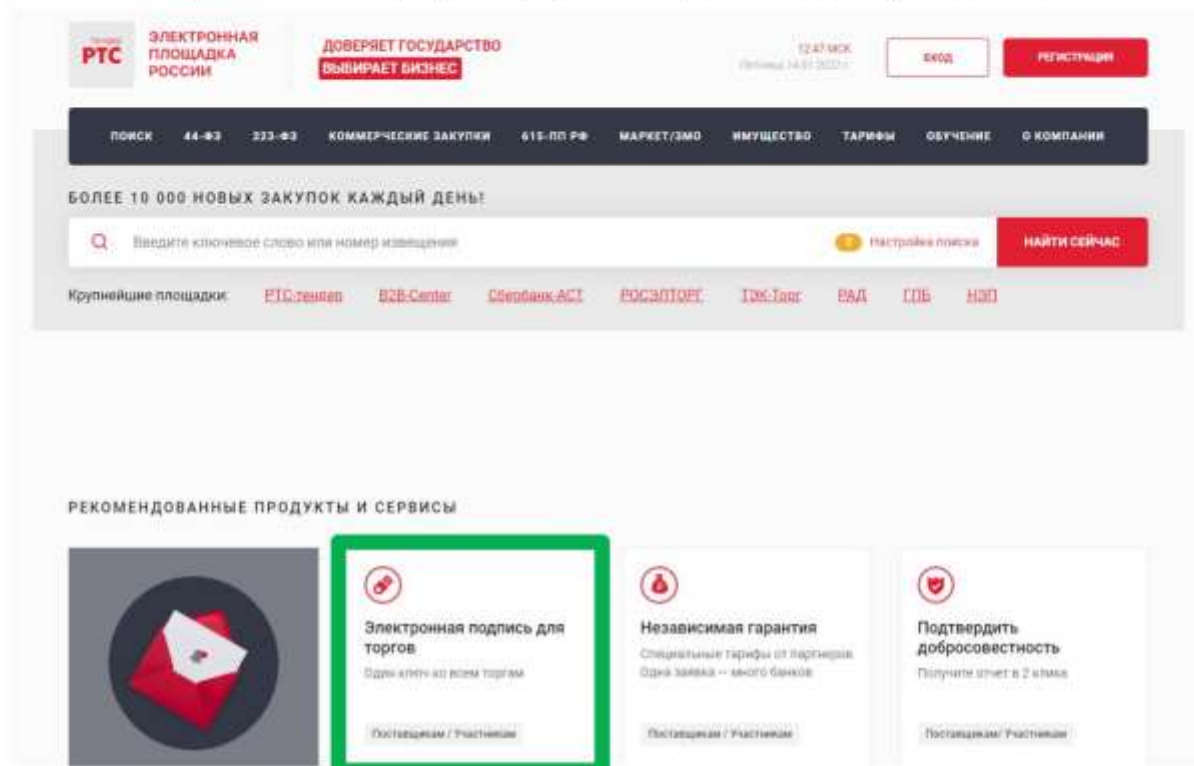 РТС
ЭЛЕКТРОННАЯ
ПЛОЩАДКА
РОССИИ
ДОВЕРЯЕТ ГОСУДАРСТВО
ВЫБИРАЕТ БИЗНЕС
12:47 МСК
ВХОД
РЕГИСТРАЦИЯ
ПОИСК 44-ФЗ 223-ФЗ КОММЕРЧЕСКИЕ ЗАКУПКИ 615-ПП РФ МАРКЕТ/ЗМО ИМУЩЕСТВО ТАРИФЫ ОБУЧЕНИЕ О КОМПАНИИ
БОЛЕЕ 10 000 НОВЫХ ЗАКУПОК КАЖДЫЙ ДЕНЬ!
Введите ключевое слово или номер извещения
Настройка поиска
НАЙТИ СЕЙЧАС
Крупнейшие площадки: РТС-тендер B2B-Center Сбербанк-АСТ РОСЭЛТОРГ ТЭК-Торг РАД ГПБ НЭП
РЕКОМЕНДОВАННЫЕ ПРОДУКТЫ И СЕРВИСЫ
Электронная подпись для
торгов
Один ключ ко всем торгам
Поставщикам / Участникам
Независимая гарантия
Специальные тарифы от партнеров
Одна заявка — много банков
Поставщикам / Участникам
Подтвердить
добросовестность
Получите отчет в 2 клика
Поставщикам/ Участникам